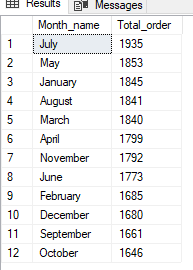 Results Messages
Month_name Total_order
1 July 1935
2 May 1853
3 January 1845
4 August 1841
5 March 1840
6 April 1799
7 November 1792
8 June 1773
9 February 1685
10 December 1680
11 September 1661
12 October 1646